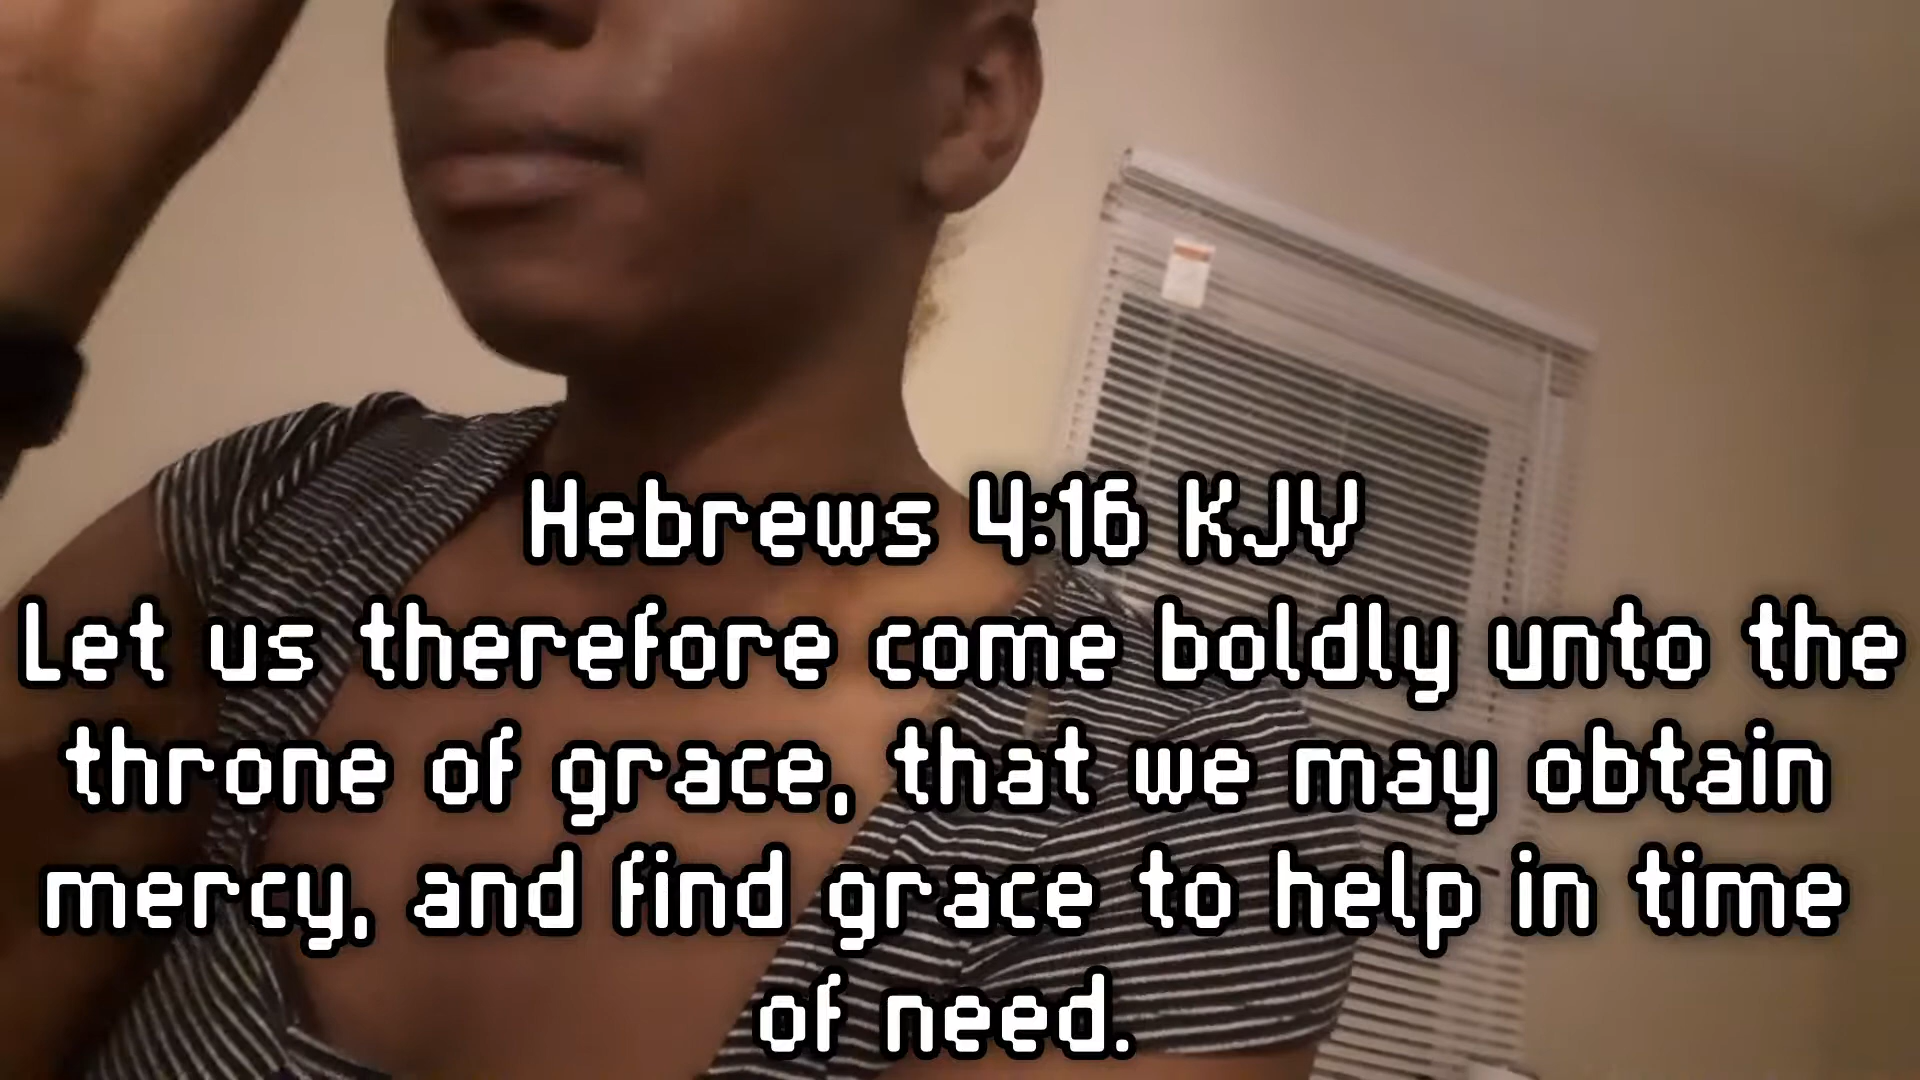 Hebrews 4:16 KJV
Let us therefore come boldly unto the
throne of grace, that we may obtain
mercy, and find grace to help in time
of need.